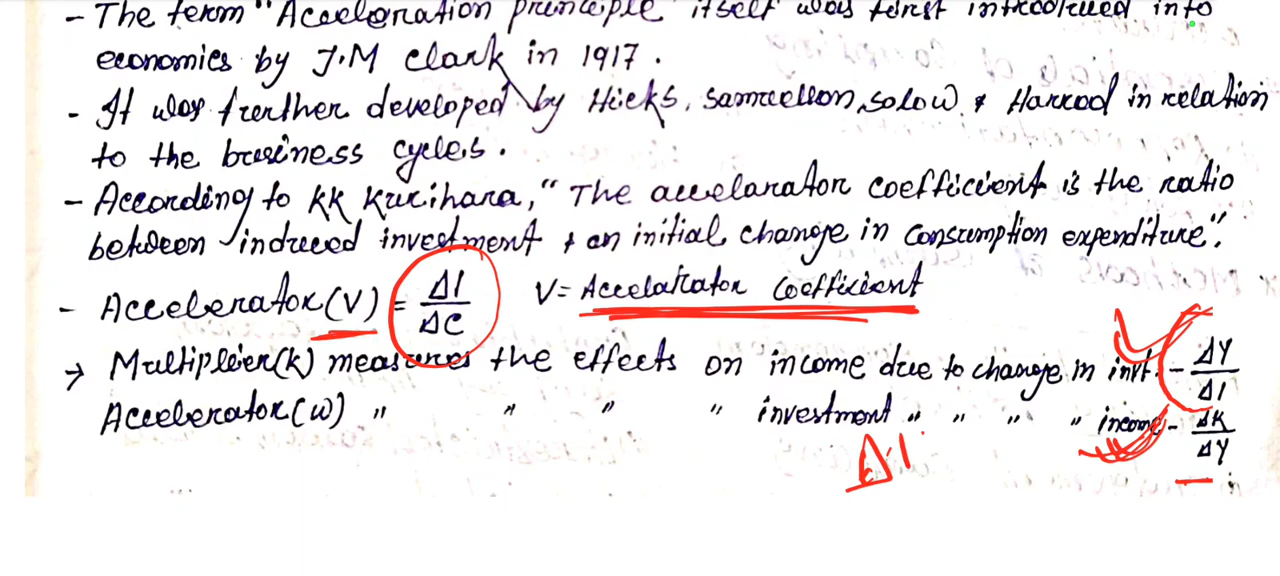 - The term "Acceleration principle itself was first introduced into
economics by J.M Clark in 1917.
- It was further developed by Hicks, Samuelson, Solow & Harrod in relation
to the business cycles.
- According to KK Kurihara, "The accelarator coefficient is the ratio
between induced investment & an initial change in consumption expenditure".
- Accelerator (V) = ΔI/ΔC V= Accelarator Coefficient
→ Multiplier(k) measures the effects on income due to change in invt. - ΔY/ΔI
Accelerator(w) " " " " investment " " " " income - ΔK/ΔY
ΔI